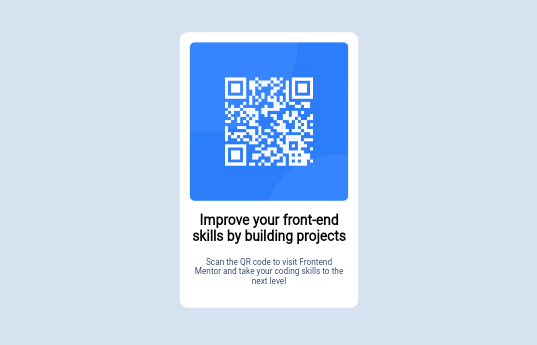 Improve your front-end
skills by building projects
Scan the QR code to visit Frontend
Mentor and take your coding skills to the
next level